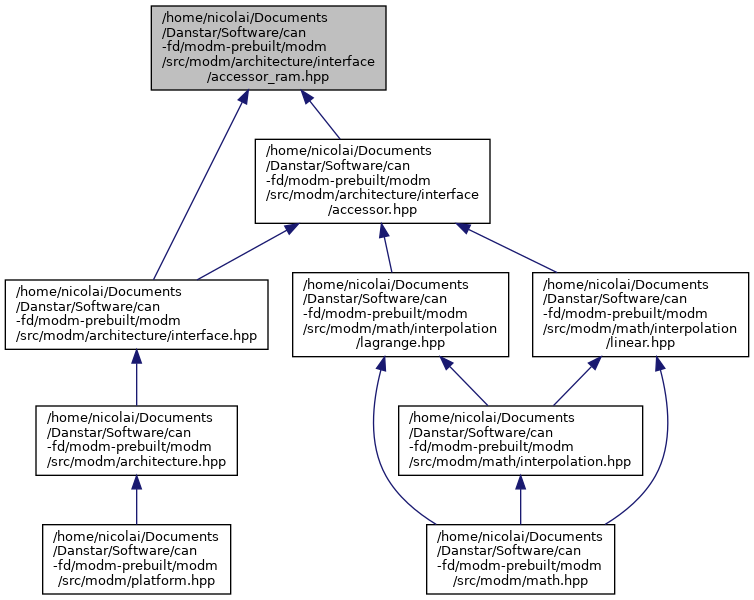 /home/nicolai/Documents
/Danstar/Software/can
-fd/modm-prebuilt/modm
/src/modm/architecture/interface
/accessor_ram.hpp
/home/nicolai/Documents
/Danstar/Software/can
-fd/modm-prebuilt/modm
/src/modm/architecture/interface
/accessor.hpp
/home/nicolai/Documents
/Danstar/Software/can
-fd/modm-prebuilt/modm
/src/modm/architecture/interface.hpp
/home/nicolai/Documents
/Danstar/Software/can
-fd/modm-prebuilt/modm
/src/modm/math/interpolation
/lagrange.hpp
/home/nicolai/Documents
/Danstar/Software/can
-fd/modm-prebuilt/modm
/src/modm/math/interpolation
/linear.hpp
/home/nicolai/Documents
/Danstar/Software/can
-fd/modm-prebuilt/modm
/src/modm/architecture.hpp
/home/nicolai/Documents
/Danstar/Software/can
-fd/modm-prebuilt/modm
/src/modm/math/interpolation.hpp
/home/nicolai/Documents
/Danstar/Software/can
-fd/modm-prebuilt/modm
/src/modm/platform.hpp
/home/nicolai/Documents
/Danstar/Software/can
-fd/modm-prebuilt/modm
/src/modm/math.hpp